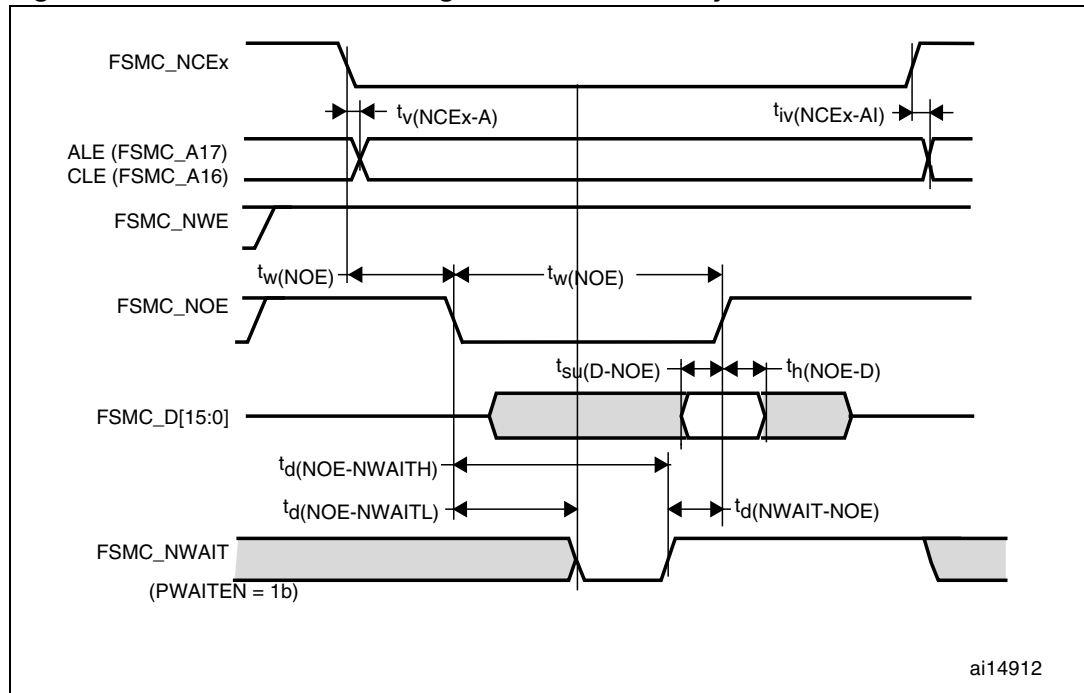 FSMC_NCEx
tv(NCEx-A)
tiv(NCEx-AI)
ALE (FSMC_A17)
CLE (FSMC_A16)
FSMC_NWE
tw(NOE)
tw(NOE)
FSMC_NOE
tsu(D-NOE)
th(NOE-D)
FSMC_D[15:0]
td(NOE-NWAITH)
td(NOE-NWAITL)
td(NWAIT-NOE)
FSMC_NWAIT
(PWAITEN = 1b)
ai14912